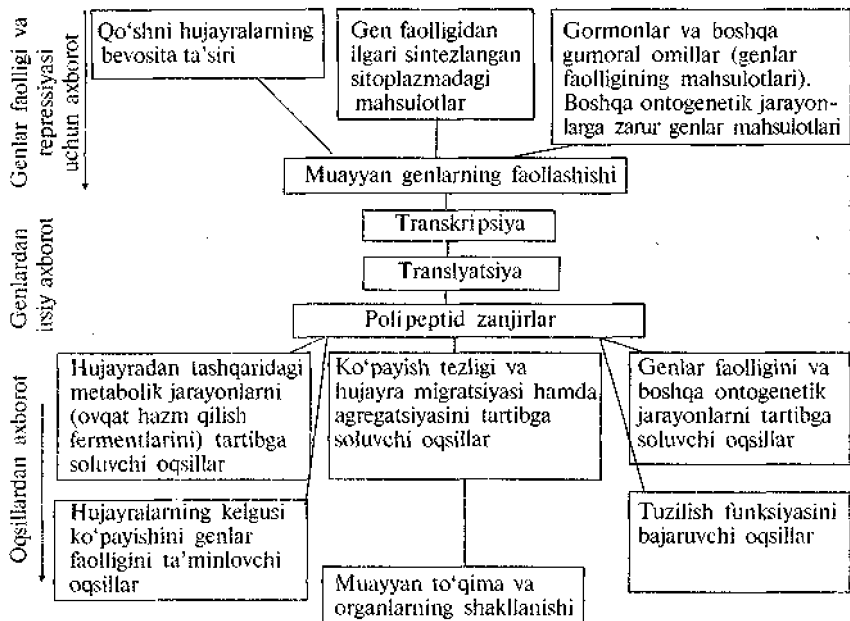 Genlar faolligi va
repressiyasi
uchun axborot
Qo‘shni hujayralarning
bevosita ta’siri
Gen faolligidan
ilgari sintezlangan
sitoplazmadagi
mahsulotlar
Gormonlar va boshqa
gumoral omillar (genlar
faolligining mahsulotlari).
Boshqa ontogenetik jarayon-
larga zarur genlar mahsulotlari
Muayyan genlarning faollashishi
Genlardan
irsiy axborot
Transkripsiya
Translyatsiya
Polipeptid zanjirlar
Oqsillardan axborot
Hujayradan tashqaridagi
metabolik jarayonlarni
(ovqat hazm qilish
fermentlarini) tartibga
soluvchi oqsillar
Ko‘payish tezligi va
hujayra migratsiyasi hamda
agregatsiyasini tartibga
soluvchi oqsillar
Genlar faolligini va
boshqa ontogenetik
jarayonlarni tartibga
soluvchi oqsillar
Hujayralarning kelgusi
ko‘payishini genlar
faolligini ta’minlovchi
oqsillar
Tuzilish funksiyasini
bajaruvchi oqsillar
Muayyan to‘qima va
organlarning shakllanishi